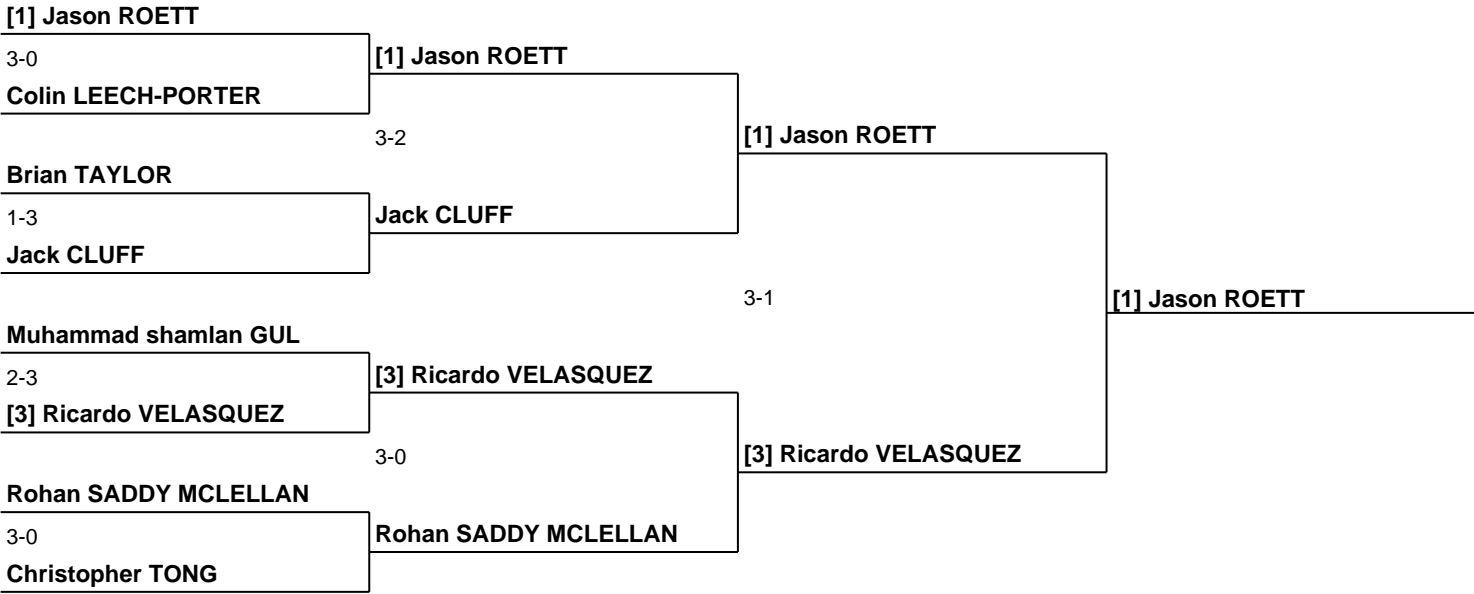 [1] Jason ROETT
3-0
Colin LEECH-PORTER
[1] Jason ROETT
3-2
Brian TAYLOR
1-3
Jack CLUFF
Jack CLUFF
[1] Jason ROETT
3-1
[1] Jason ROETT
Muhammad shamlan GUL
2-3
[3] Ricardo VELASQUEZ
[3] Ricardo VELASQUEZ
3-0
[3] Ricardo VELASQUEZ
Rohan SADDY MCLELLAN
3-0
Christopher TONG
Rohan SADDY MCLELLAN